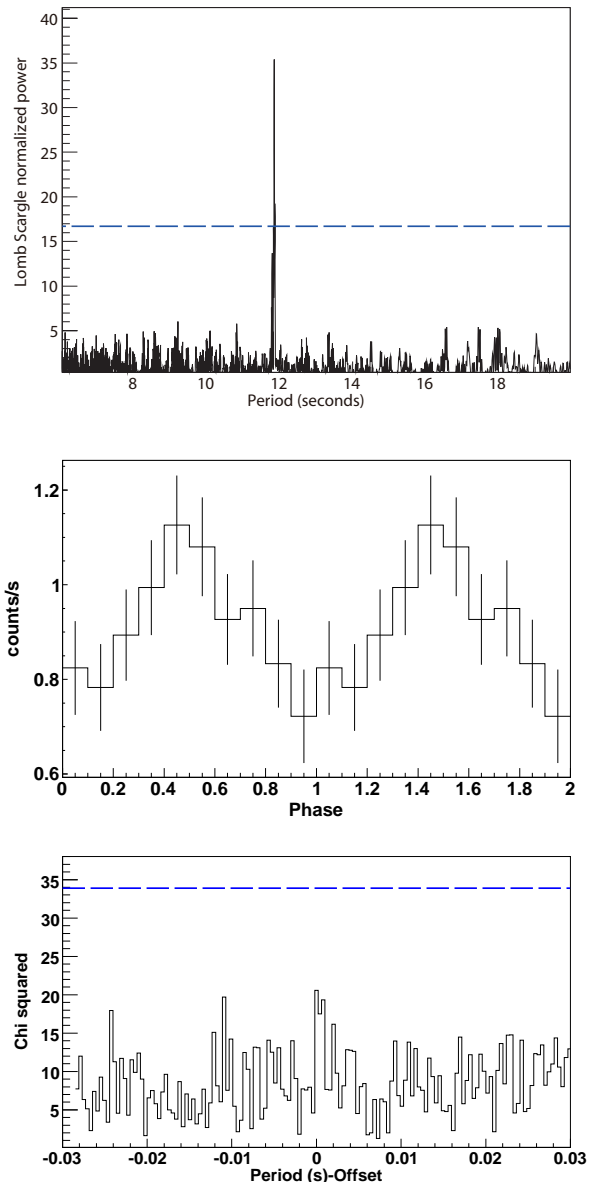 40
35
30
25
20
15
10
5
Lomb Scargle normalized power
8 10 12 14 16 18
Period (seconds)
1.2
1
0.8
0.6
counts/s
0 0.2 0.4 0.6 0.8 1 1.2 1.4 1.6 1.8 2
Phase
35
30
25
20
15
10
5
Chi squared
-0.03 -0.02 -0.01 0 0.01 0.02 0.03
Period (s)-Offset